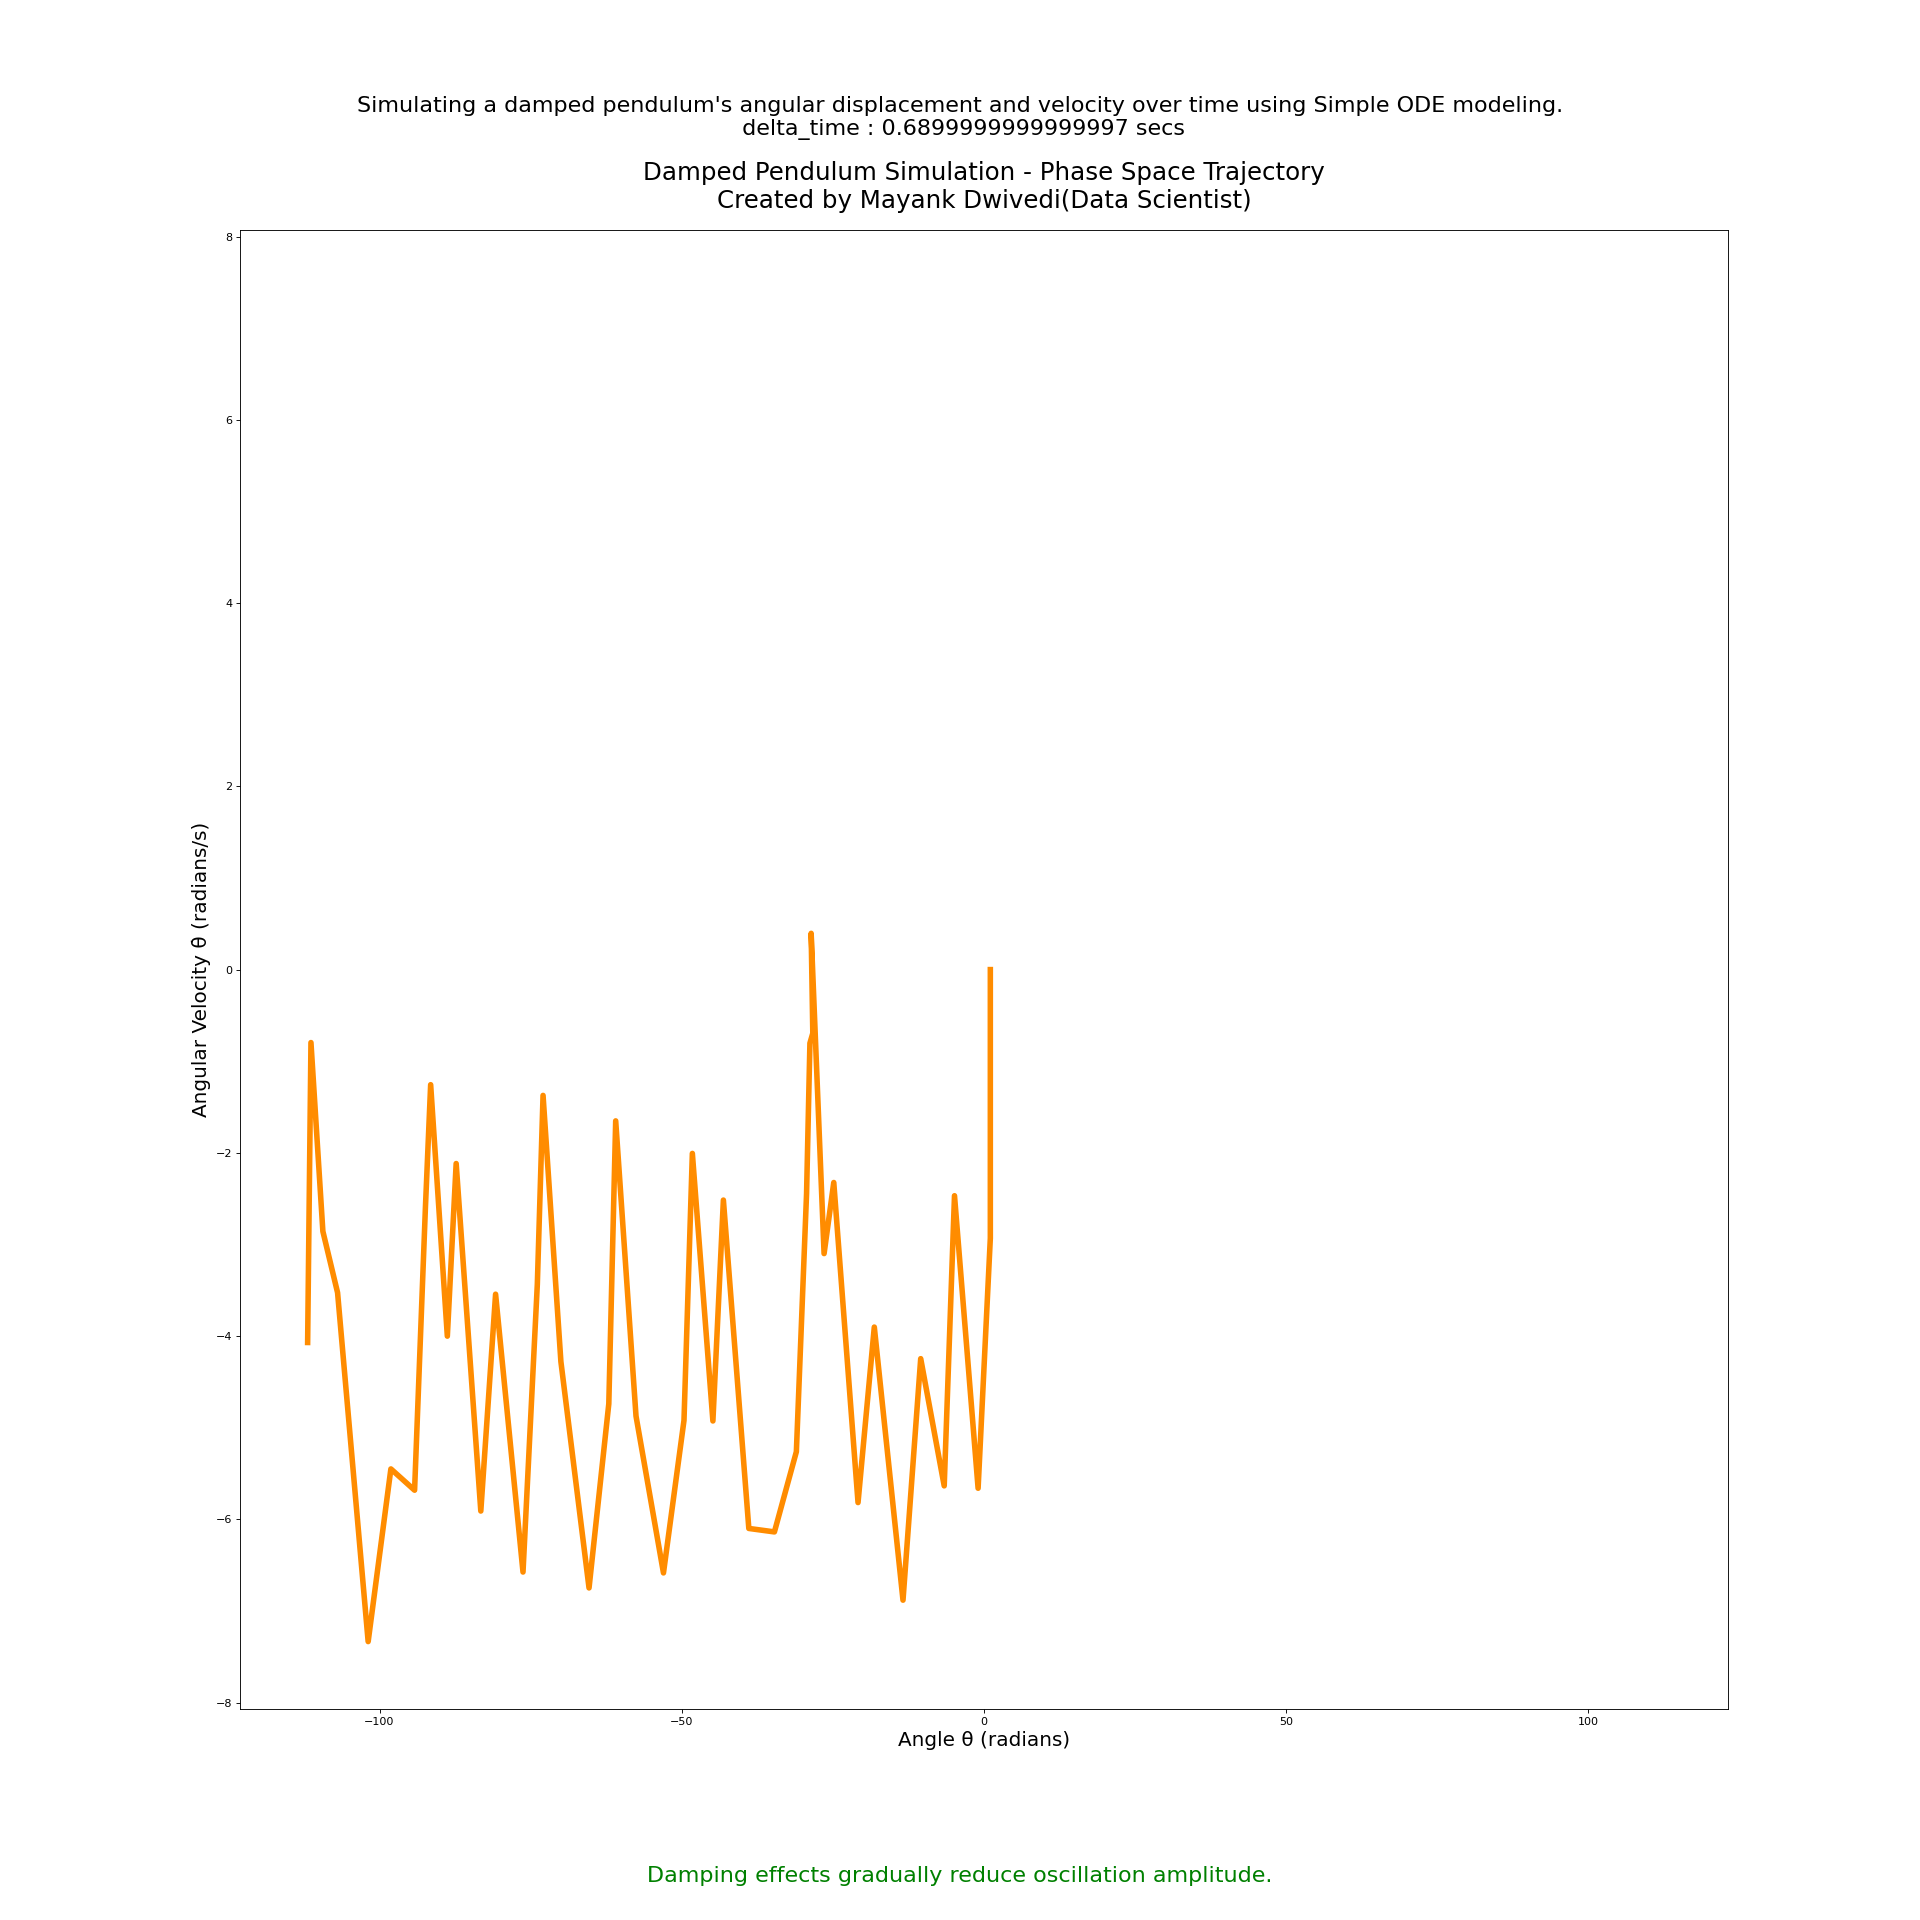 Simulating a damped pendulum's angular displacement and velocity over time using Simple ODE modeling.
delta_time : 0.6899999999999997 secs
Damped Pendulum Simulation - Phase Space Trajectory
Created by Mayank Dwivedi(Data Scientist)
8
6
4
2
0
−2
−4
−6
−8
Angular Velocity θ (radians/s)
−100
−50
0
50
100
Angle θ (radians)
Damping effects gradually reduce oscillation amplitude.